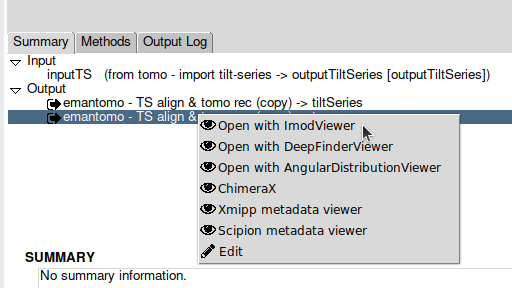 Summary Methods Output Log
Input
inputTS (from tomo - import tilt-series -> outputTiltSeries [outputTiltSeries])
Output
emantomo - TS align & tomo rec (copy) -> tiltSeries
emantomo - TS align &
Open with ImodViewer
Open with DeepFinderViewer
Open with AngularDistributionViewer
ChimeraX
Xmipp metadata viewer
Scipion metadata viewer
Edit
SUMMARY
No summary information.